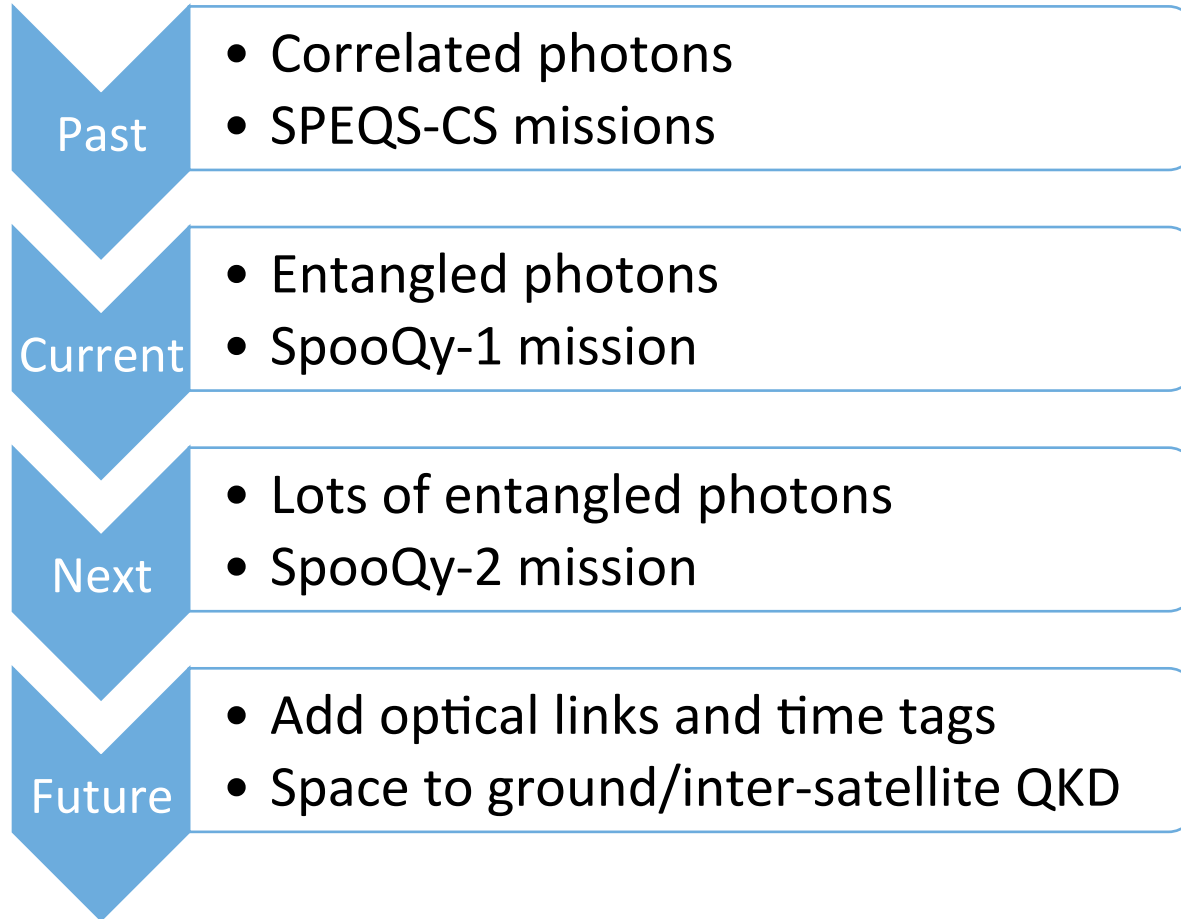 Past
• Correlated photons
• SPEQS-CS missions
Current
• Entangled photons
• SpooQy-1 mission
Next
• Lots of entangled photons
• SpooQy-2 mission
Future
• Add optical links and time tags
• Space to ground/inter-satellite QKD